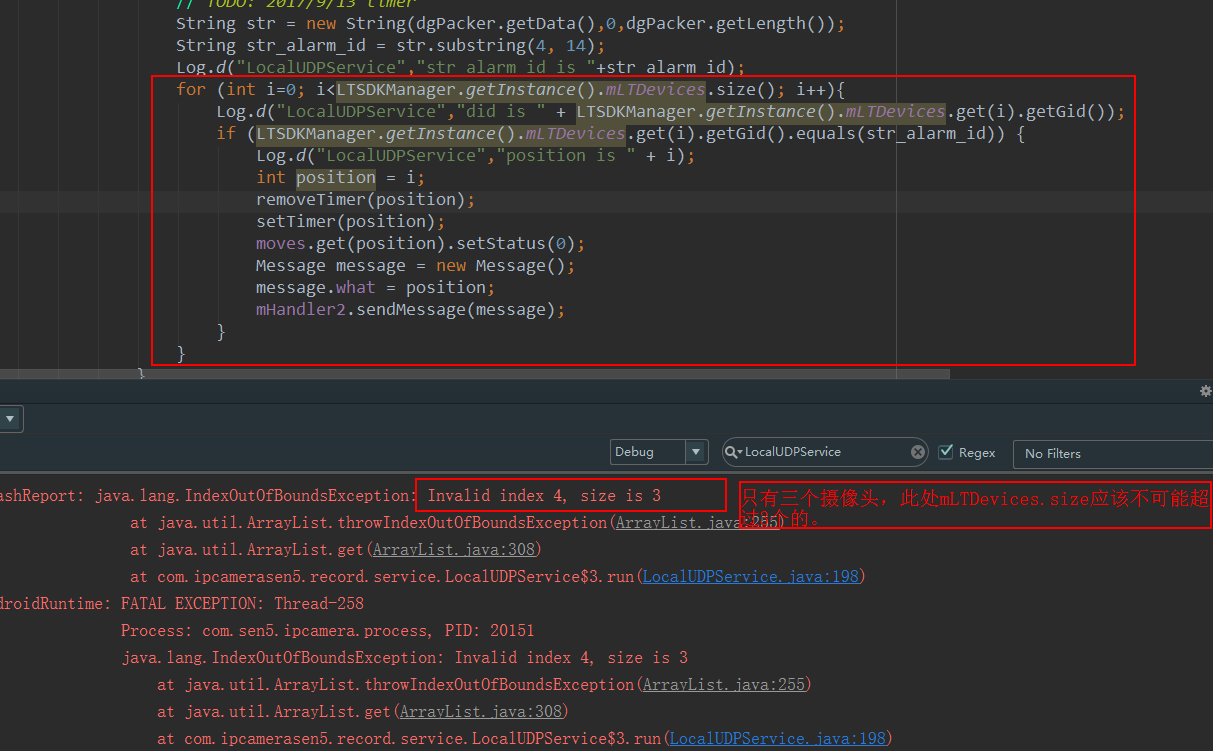 // TODO: 2017/9/13 timer
String str = new String(dgPacker.getData(),0,dgPacker.getLength());
String str_alarm_id = str.substring(4, 14);
Log.d("LocalUDPService","str alarm id is "+str_alarm_id);
for (int i=0; i<LTSDKManager.getInstance().mLTDevices.size(); i++){
Log.d("LocalUDPService","did is " + LTSDKManager.getInstance().mLTDevices.get(i).getGid());
if (LTSDKManager.getInstance().mLTDevices.get(i).getGid().equals(str_alarm_id)) {
Log.d("LocalUDPService","position is " + i);
int position = i;
removeTimer(position);
setTimer(position);
moves.get(position).setStatus(0);
Message message = new Message();
message.what = position;
mHandler2.sendMessage(message);
}
}
}
Debug
LocalUDPService
Regex
No Filters
ashReport: java.lang.IndexOutOfBoundsException: Invalid index 4, size is 3
只有三个摄像头，此处mLTDevices.size应该不可能超
过3个的。
at java.util.ArrayList.throwIndexOutOfBoundsException(ArrayList.java:255)
at java.util.ArrayList.get(ArrayList.java:308)
at com.ipcamerasen5.record.service.LocalUDPService$3.run(LocalUDPService.java:198)
droidRuntime: FATAL EXCEPTION: Thread-258
Process: com.sen5.ipcamera.process, PID: 20151
java.lang.IndexOutOfBoundsException: Invalid index 4, size is 3
at java.util.ArrayList.throwIndexOutOfBoundsException(ArrayList.java:255)
at java.util.ArrayList.get(ArrayList.java:308)
at com.ipcamerasen5.record.service.LocalUDPService$3.run(LocalUDPService.java:198)